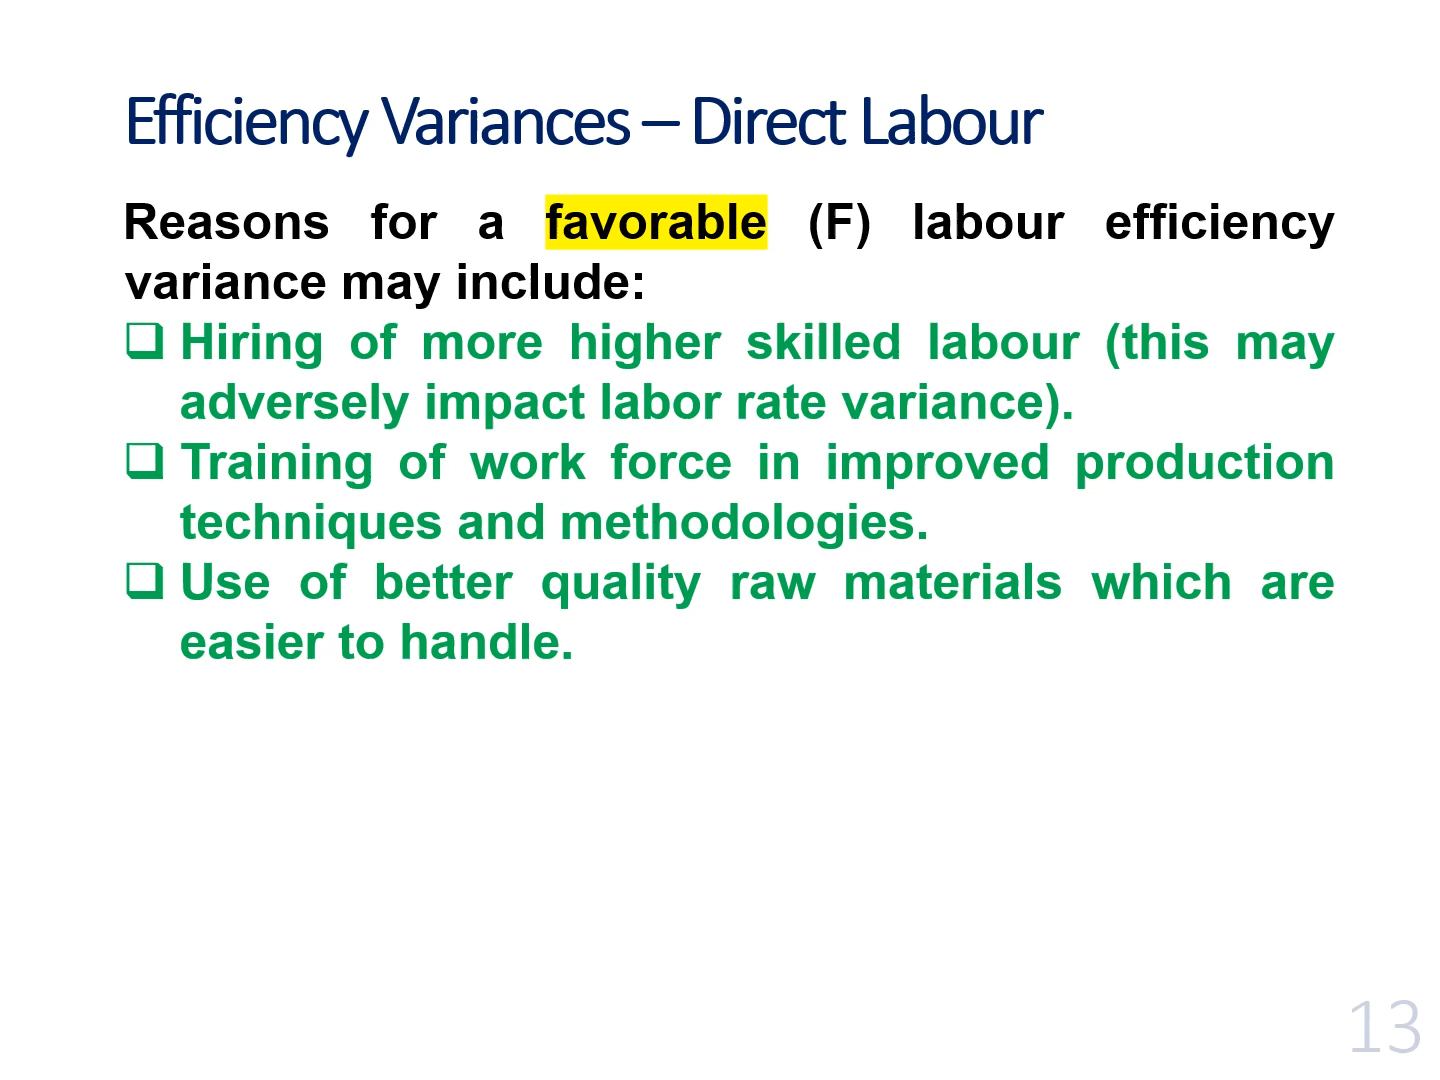 Efficiency Variances – Direct Labour
Reasons for a favorable (F) labour efficiency
variance may include:
❑ Hiring of more higher skilled labour (this may
adversely impact labor rate variance).
❑ Training of work force in improved production
techniques and methodologies.
❑ Use of better quality raw materials which are
easier to handle.
13